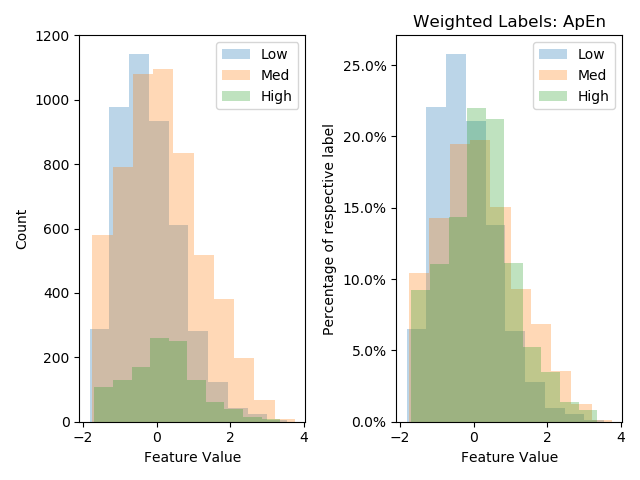 Weighted Labels: ApEn
1200
1000
800
600
400
200
0
Count
−2
0
2
4
Feature Value
Low
Med
High
25.0%
20.0%
15.0%
10.0%
5.0%
0.0%
Percentage of respective label
−2
0
2
4
Feature Value
Low
Med
High